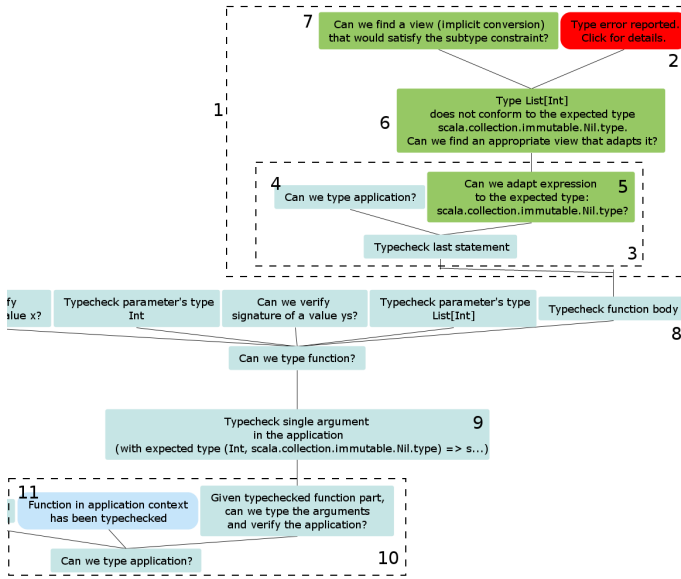 7
Can we find a view (implicit conversion)
that would satisfy the subtype constraint?
Type error reported.
Click for details.
2
1
6
Type List[Int]
does not conform to the expected type
scala.collection.immutable.Nil.type.
Can we find an appropriate view that adapts it?
4
Can we type application?
5
Can we adapt expression
to the expected type:
scala.collection.immutable.Nil.type?
Typecheck last statement
3
fy
alue x?
Typecheck parameter's type
Int
Can we verify
signature of a value ys?
Typecheck parameter's type
List[Int]
Typecheck function body
8
Can we type function?
9
Typecheck single argument
in the application
(with expected type (Int, scala.collection.immutable.Nil.type) => s...)
11
Function in application context
has been typechecked
Given typechecked function part,
can we type the arguments
and verify the application?
Can we type application?
10